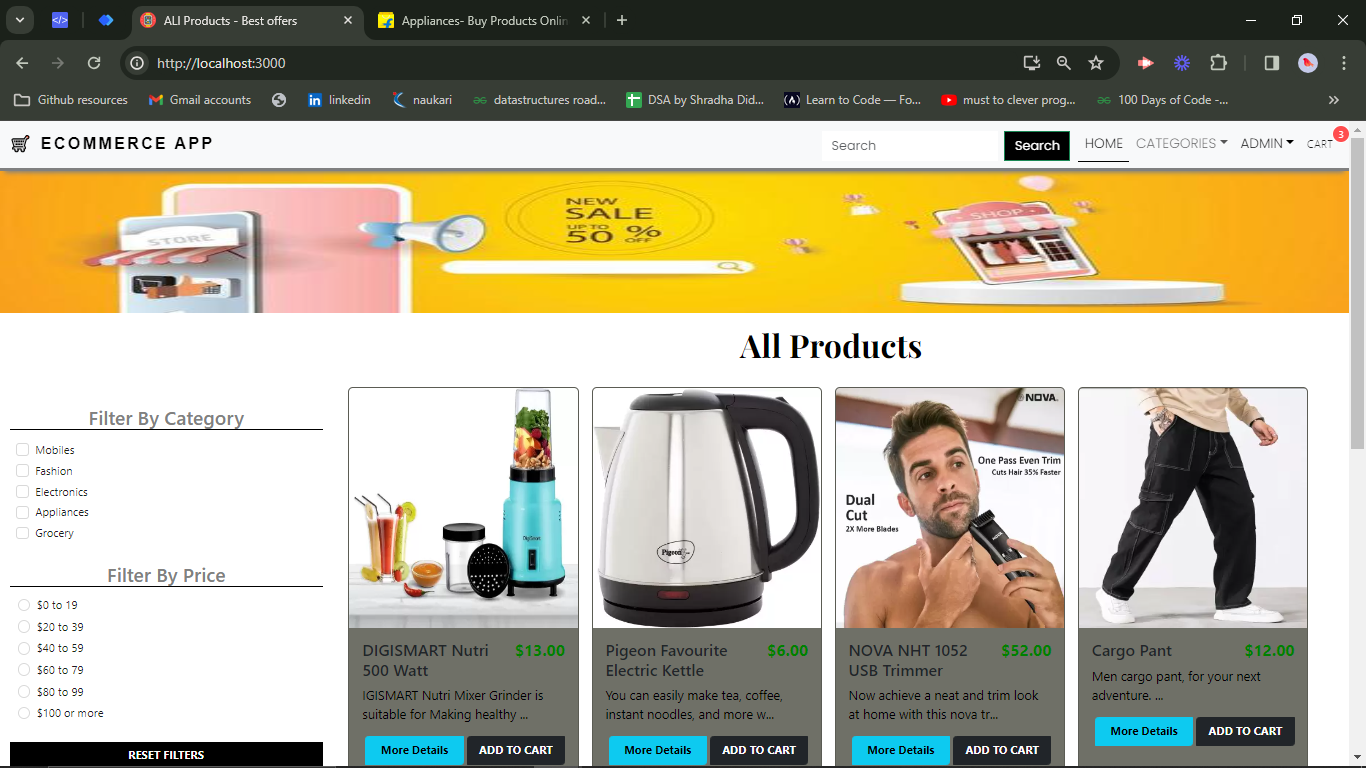 ALI Products - Best offers
Appliances- Buy Products Onlin
http://localhost:3000
Github resources
Gmail accounts
linkedin
naukari
datastructures road...
DSA by Shradha Did...
Learn to Code — Fo...
must to clever prog...
100 Days of Code -...
ECOMMERCE APP
Search
Search
HOME
CATEGORIES
ADMIN
CART
3
STORE
NEW
SALE
UP TO
50 %
OFF
SHOP
All Products
Filter By Category
Mobiles
Fashion
Electronics
Appliances
Grocery
Filter By Price
$0 to 19
$20 to 39
$40 to 59
$60 to 79
$80 to 99
$100 or more
RESET FILTERS
DigiSmart
DIGISMART Nutri
500 Watt
$13.00
IGISMART Nutri Mixer Grinder is
suitable for Making healthy ...
More Details
ADD TO CART
Pigeon
Pigeon Favourite
Electric Kettle
$6.00
You can easily make tea, coffee,
instant noodles, and more w...
More Details
ADD TO CART
NOVA
One Pass Even Trim
Cuts Hair 35% Faster
Dual
Cut
2X More Blades
NOVA
NOVA NHT 1052
USB Trimmer
$52.00
Now achieve a neat and trim look
at home with this nova tr...
More Details
ADD TO CART
Cargo Pant
$12.00
Men cargo pant, for your next
adventure. ...
More Details
ADD TO CART